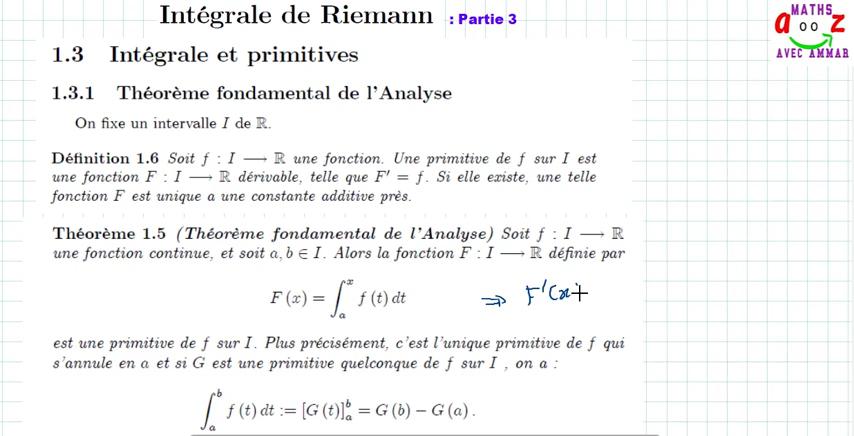 Intégrale de Riemann : Partie 3
MATHS
a o o z
AVEC AMMAR
1.3 Intégrale et primitives
1.3.1 Théorème fondamental de l'Analyse
On fixe un intervalle I de ℝ.
Définition 1.6 Soit f : I ⟶ ℝ une fonction. Une primitive de f sur I est
une fonction F : I ⟶ ℝ dérivable, telle que F' = f. Si elle existe, une telle
fonction F est unique a une constante additive près.
Théorème 1.5 (Théorème fondamental de l'Analyse) Soit f : I ⟶ ℝ
une fonction continue, et soit a, b ∈ I. Alors la fonction F : I ⟶ ℝ définie par
F (x) = ∫_a^x f (t) dt ⇒ F'(x)
est une primitive de f sur I. Plus précisément, c'est l'unique primitive de f qui
s'annule en a et si G est une primitive quelconque de f sur I , on a :
∫_a^b f (t) dt := [G (t)]_a^b = G (b) − G (a) .